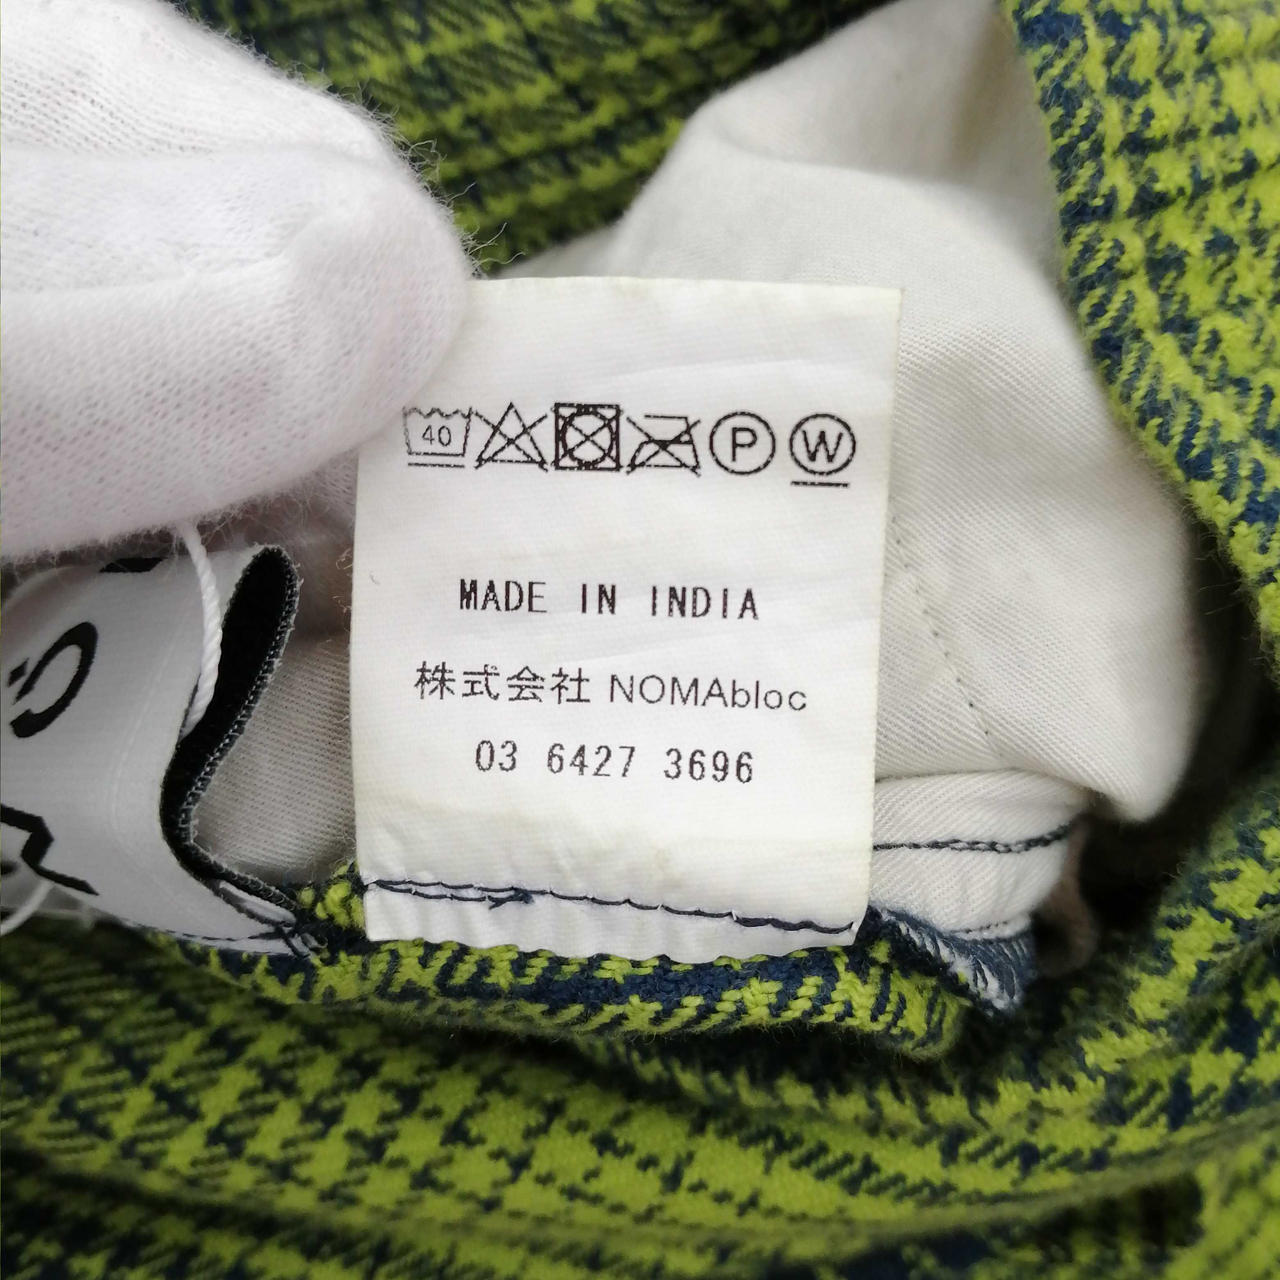 40 P W
MADE IN INDIA
株式会社 NOMAbloc
03 6427 3696